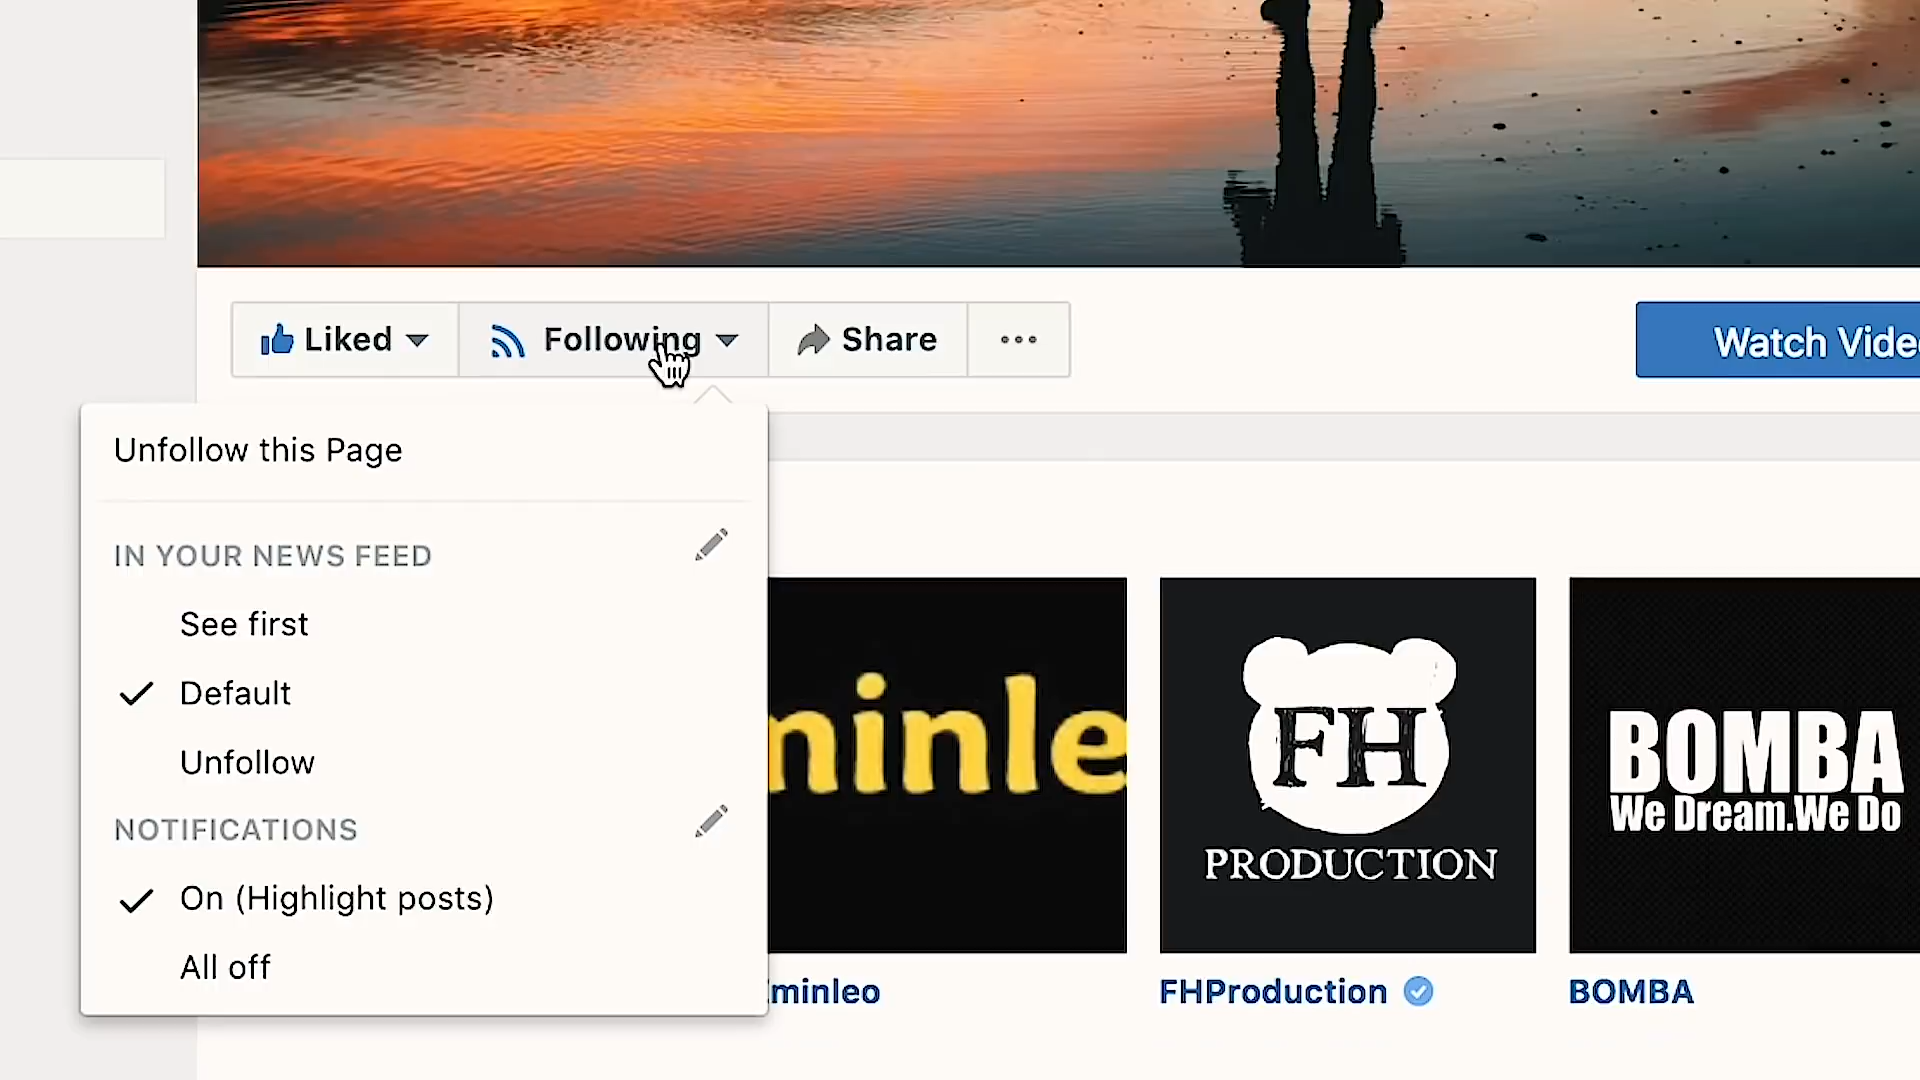 Liked
Following
Share
Watch Vide
Unfollow this Page
IN YOUR NEWS FEED
See first
Default
Unfollow
NOTIFICATIONS
On (Highlight posts)
All off
minle
FH
PRODUCTION
BOMBA
We Dream.We Do
minleo
FHProduction
BOMBA